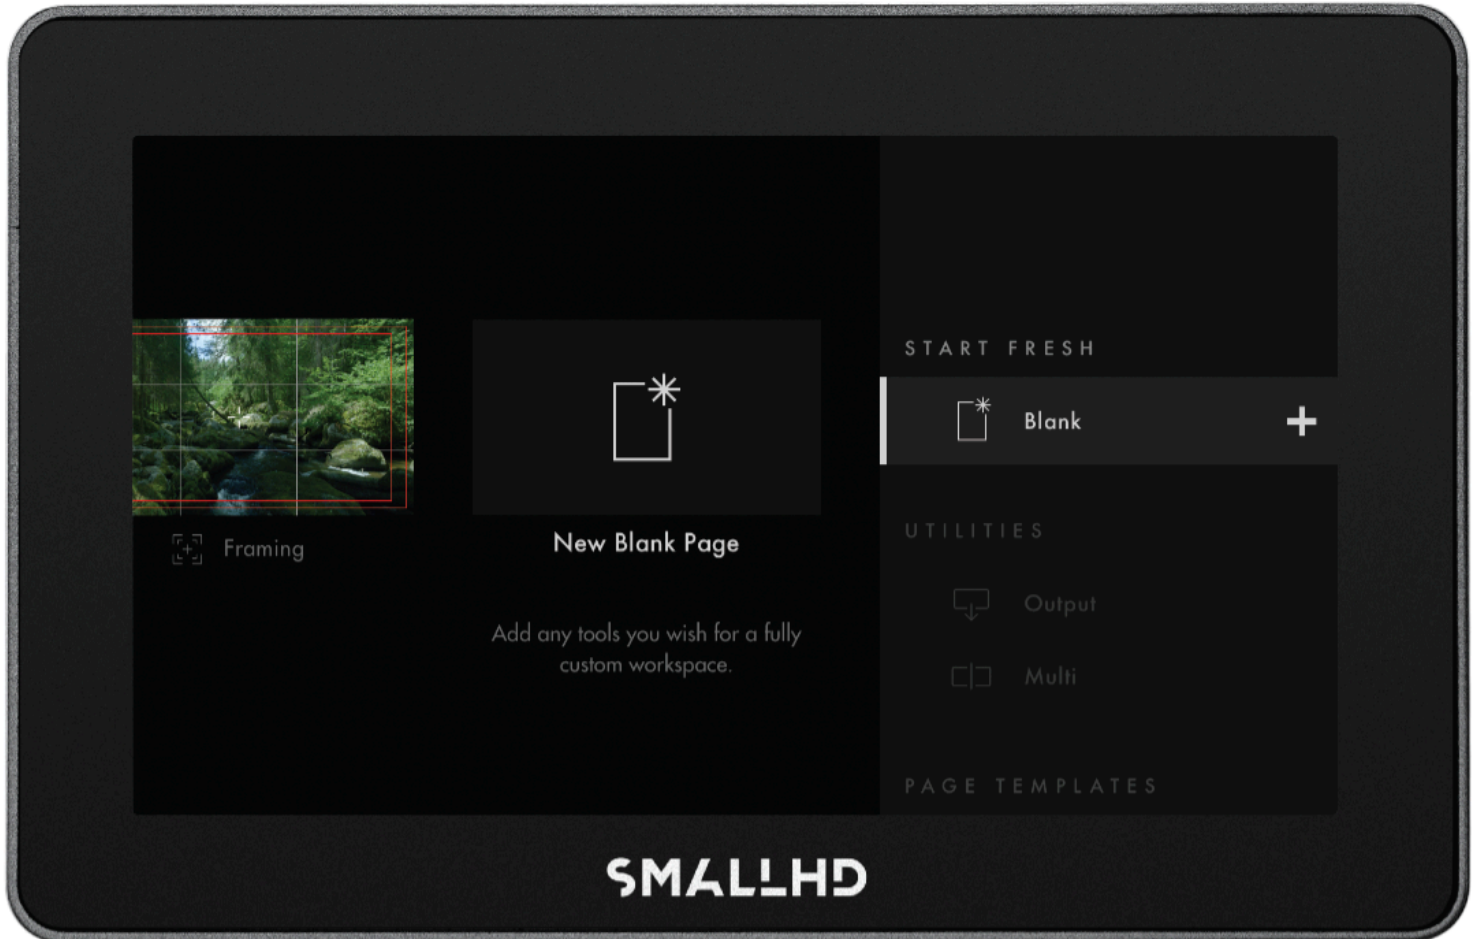 START FRESH
Blank
UTILITIES
Output
Multi
PAGE TEMPLATES
Framing
New Blank Page
Add any tools you wish for a fully
custom workspace.
SMALLHD